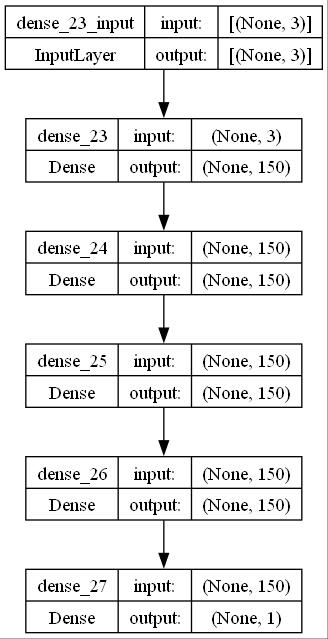 dense_23_input input: [(None, 3)]
InputLayer output: [(None, 3)]
dense_23 input: (None, 3)
Dense output: (None, 150)
dense_24 input: (None, 150)
Dense output: (None, 150)
dense_25 input: (None, 150)
Dense output: (None, 150)
dense_26 input: (None, 150)
Dense output: (None, 150)
dense_27 input: (None, 150)
Dense output: (None, 1)